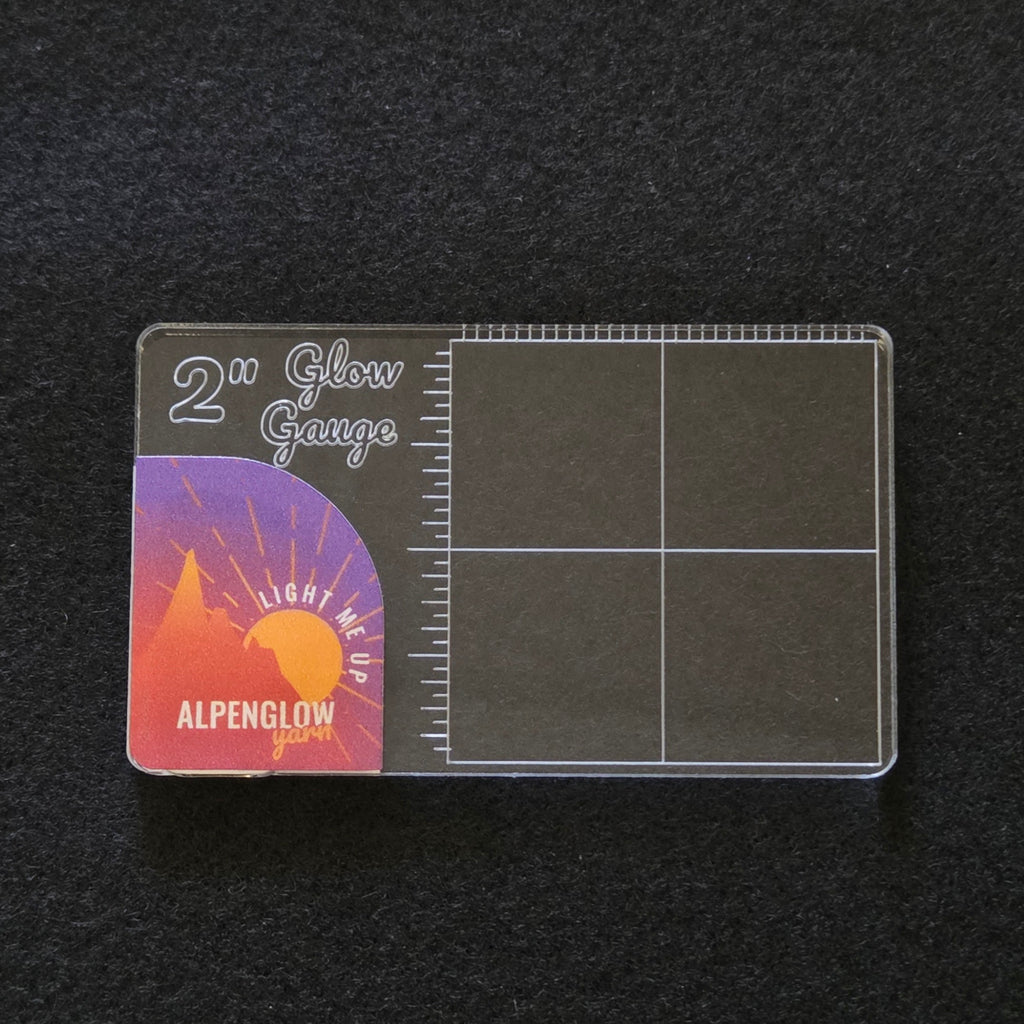 2" Glow
Gauge
LIGHT ME UP
ALPENGLOW
yarn